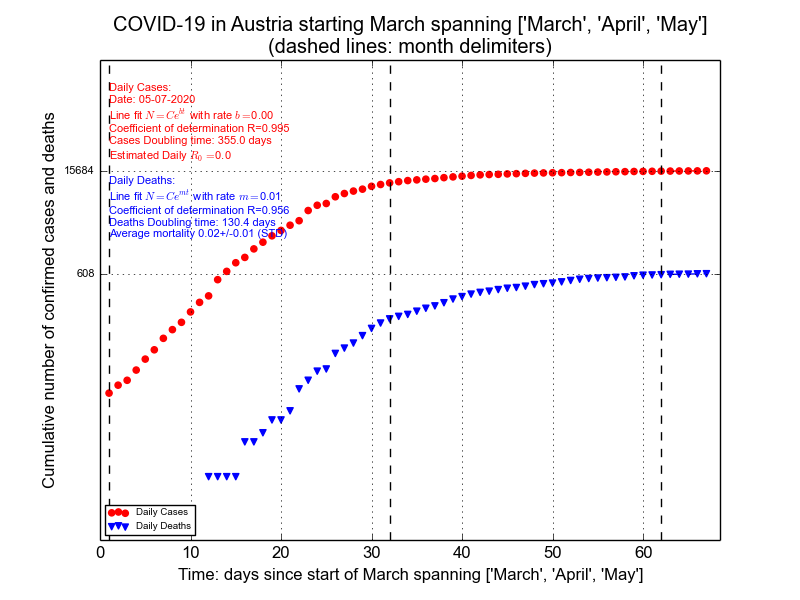 COVID-19 in Austria starting March spanning ['March', 'April', 'May']
(dashed lines: month delimiters)
Daily Cases:
Date: 05-07-2020
Line fit N = Ce^{bt} with rate b =0.00
Coefficient of determination R=0.995
Cases Doubling time: 355.0 days
Estimated Daily R_0 =0.0
Daily Deaths:
Line fit N = Ce^{mt} with rate m =0.01
Coefficient of determination R=0.956
Deaths Doubling time: 130.4 days
Average mortality 0.02+/-0.01 (STD)
15684
608
Cumulative number of confirmed cases and deaths
Daily Cases
Daily Deaths
0 10 20 30 40 50 60
Time: days since start of March spanning ['March', 'April', 'May']